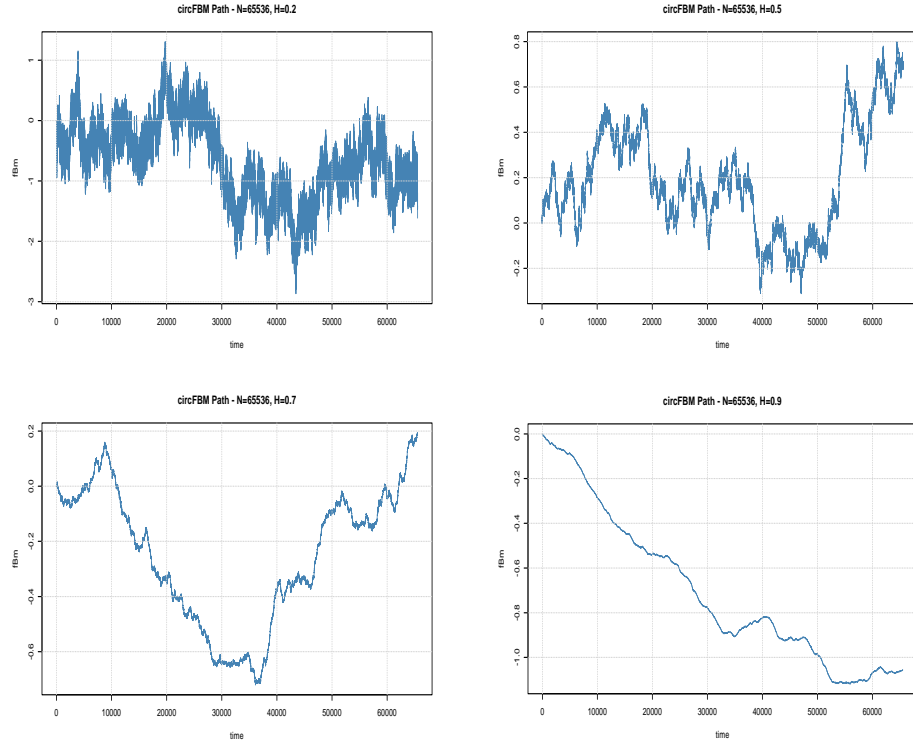 circFBM Path - N=65536, H=0.2
fBm
1
0
-1
-2
-3
0 10000 20000 30000 40000 50000 60000
time
circFBM Path - N=65536, H=0.5
fBm
0.8
0.6
0.4
0.2
0.0
-0.2
0 10000 20000 30000 40000 50000 60000
time
circFBM Path - N=65536, H=0.7
fBm
0.2
0.0
-0.2
-0.4
-0.6
0 10000 20000 30000 40000 50000 60000
time
circFBM Path - N=65536, H=0.9
fBm
0.0
-0.2
-0.4
-0.6
-0.8
-1.0
0 10000 20000 30000 40000 50000 60000
time